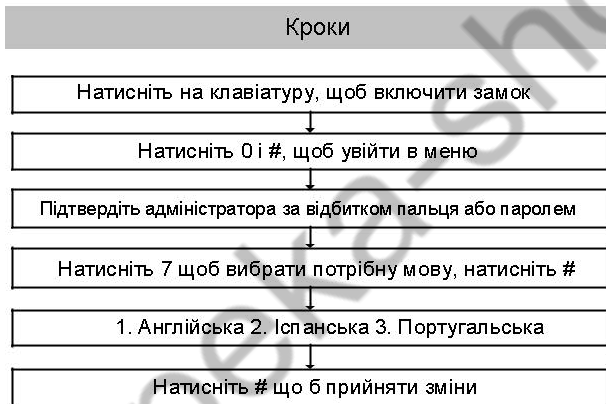 Кроки
Натисніть на клавіатуру, щоб включити замок
Натисніть 0 і #, щоб увійти в меню
Підтвердіть адміністратора за відбитком пальця або паролем
Натисніть 7 щоб вибрати потрібну мову, натисніть #
1. Англійська 2. Іспанська 3. Португальська
Натисніть # що б прийняти зміни